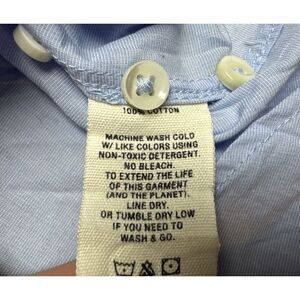 100% COTTON
MACHINE WASH COLD
W/ LIKE COLORS USING
NON-TOXIC DETERGENT.
NO BLEACH.
TO EXTEND THE LIFE
OF THIS GARMENT
(AND THE PLANET),
LINE DRY.
OR TUMBLE DRY LOW
IF YOU NEED TO
WASH & GO.